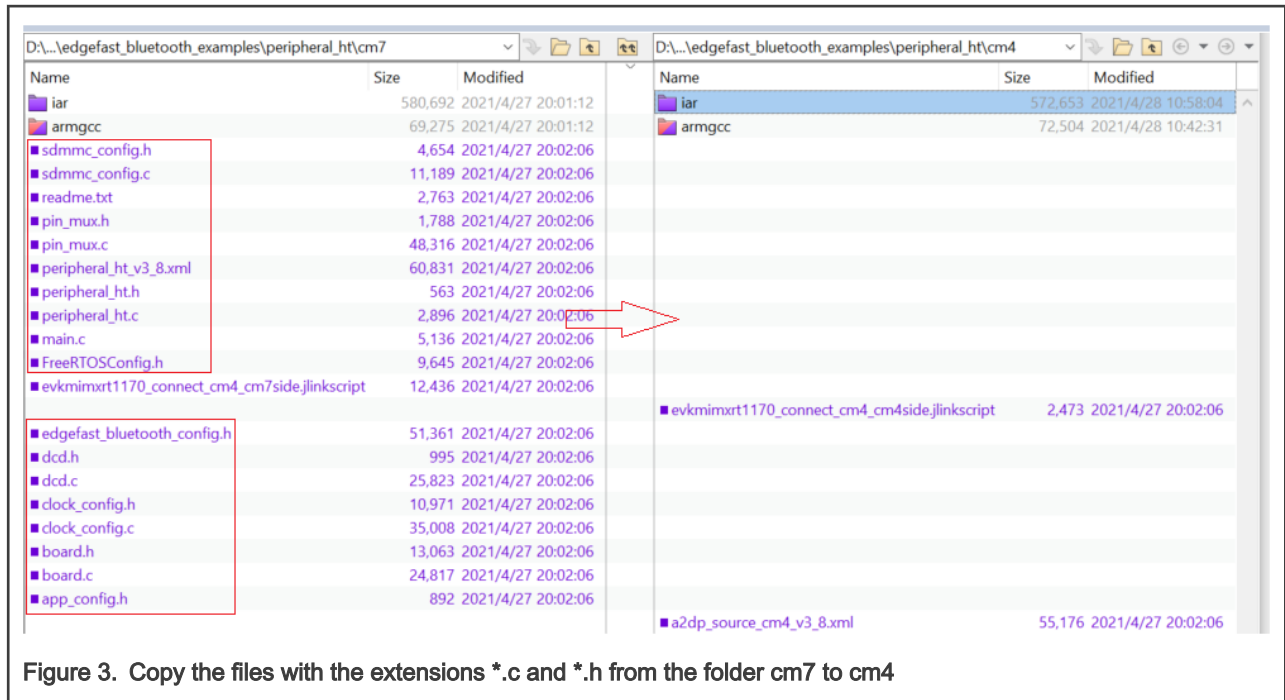 D:\...\edgefast_bluetooth_examples\peripheral_ht\cm7 D:\...\edgefast_bluetooth_examples\peripheral_ht\cm4
Name Size Modified Name Size Modified
iar 580,692 2021/4/27 20:01:12 iar 572,653 2021/4/28 10:58:04
armgcc 69,275 2021/4/27 20:01:12 armgcc 72,504 2021/4/28 10:42:31
sdmmc_config.h 4,654 2021/4/27 20:02:06
sdmmc_config.c 11,189 2021/4/27 20:02:06
readme.txt 2,763 2021/4/27 20:02:06
pin_mux.h 1,788 2021/4/27 20:02:06
pin_mux.c 48,316 2021/4/27 20:02:06
peripheral_ht_v3_8.xml 60,831 2021/4/27 20:02:06
peripheral_ht.h 563 2021/4/27 20:02:06
peripheral_ht.c 2,896 2021/4/27 20:02:06
main.c 5,136 2021/4/27 20:02:06
FreeRTOSConfig.h 9,645 2021/4/27 20:02:06
evkmimxrt1170_connect_cm4_cm7side.jlinkscript 12,436 2021/4/27 20:02:06
evkmimxrt1170_connect_cm4_cm4side.jlinkscript 2,473 2021/4/27 20:02:06
edgefast_bluetooth_config.h 51,361 2021/4/27 20:02:06
dcd.h 995 2021/4/27 20:02:06
dcd.c 25,823 2021/4/27 20:02:06
clock_config.h 10,971 2021/4/27 20:02:06
clock_config.c 35,008 2021/4/27 20:02:06
board.h 13,063 2021/4/27 20:02:06
board.c 24,817 2021/4/27 20:02:06
app_config.h 892 2021/4/27 20:02:06
a2dp_source_cm4_v3_8.xml 55,176 2021/4/27 20:02:06
Figure 3. Copy the files with the extensions *.c and *.h from the folder cm7 to cm4